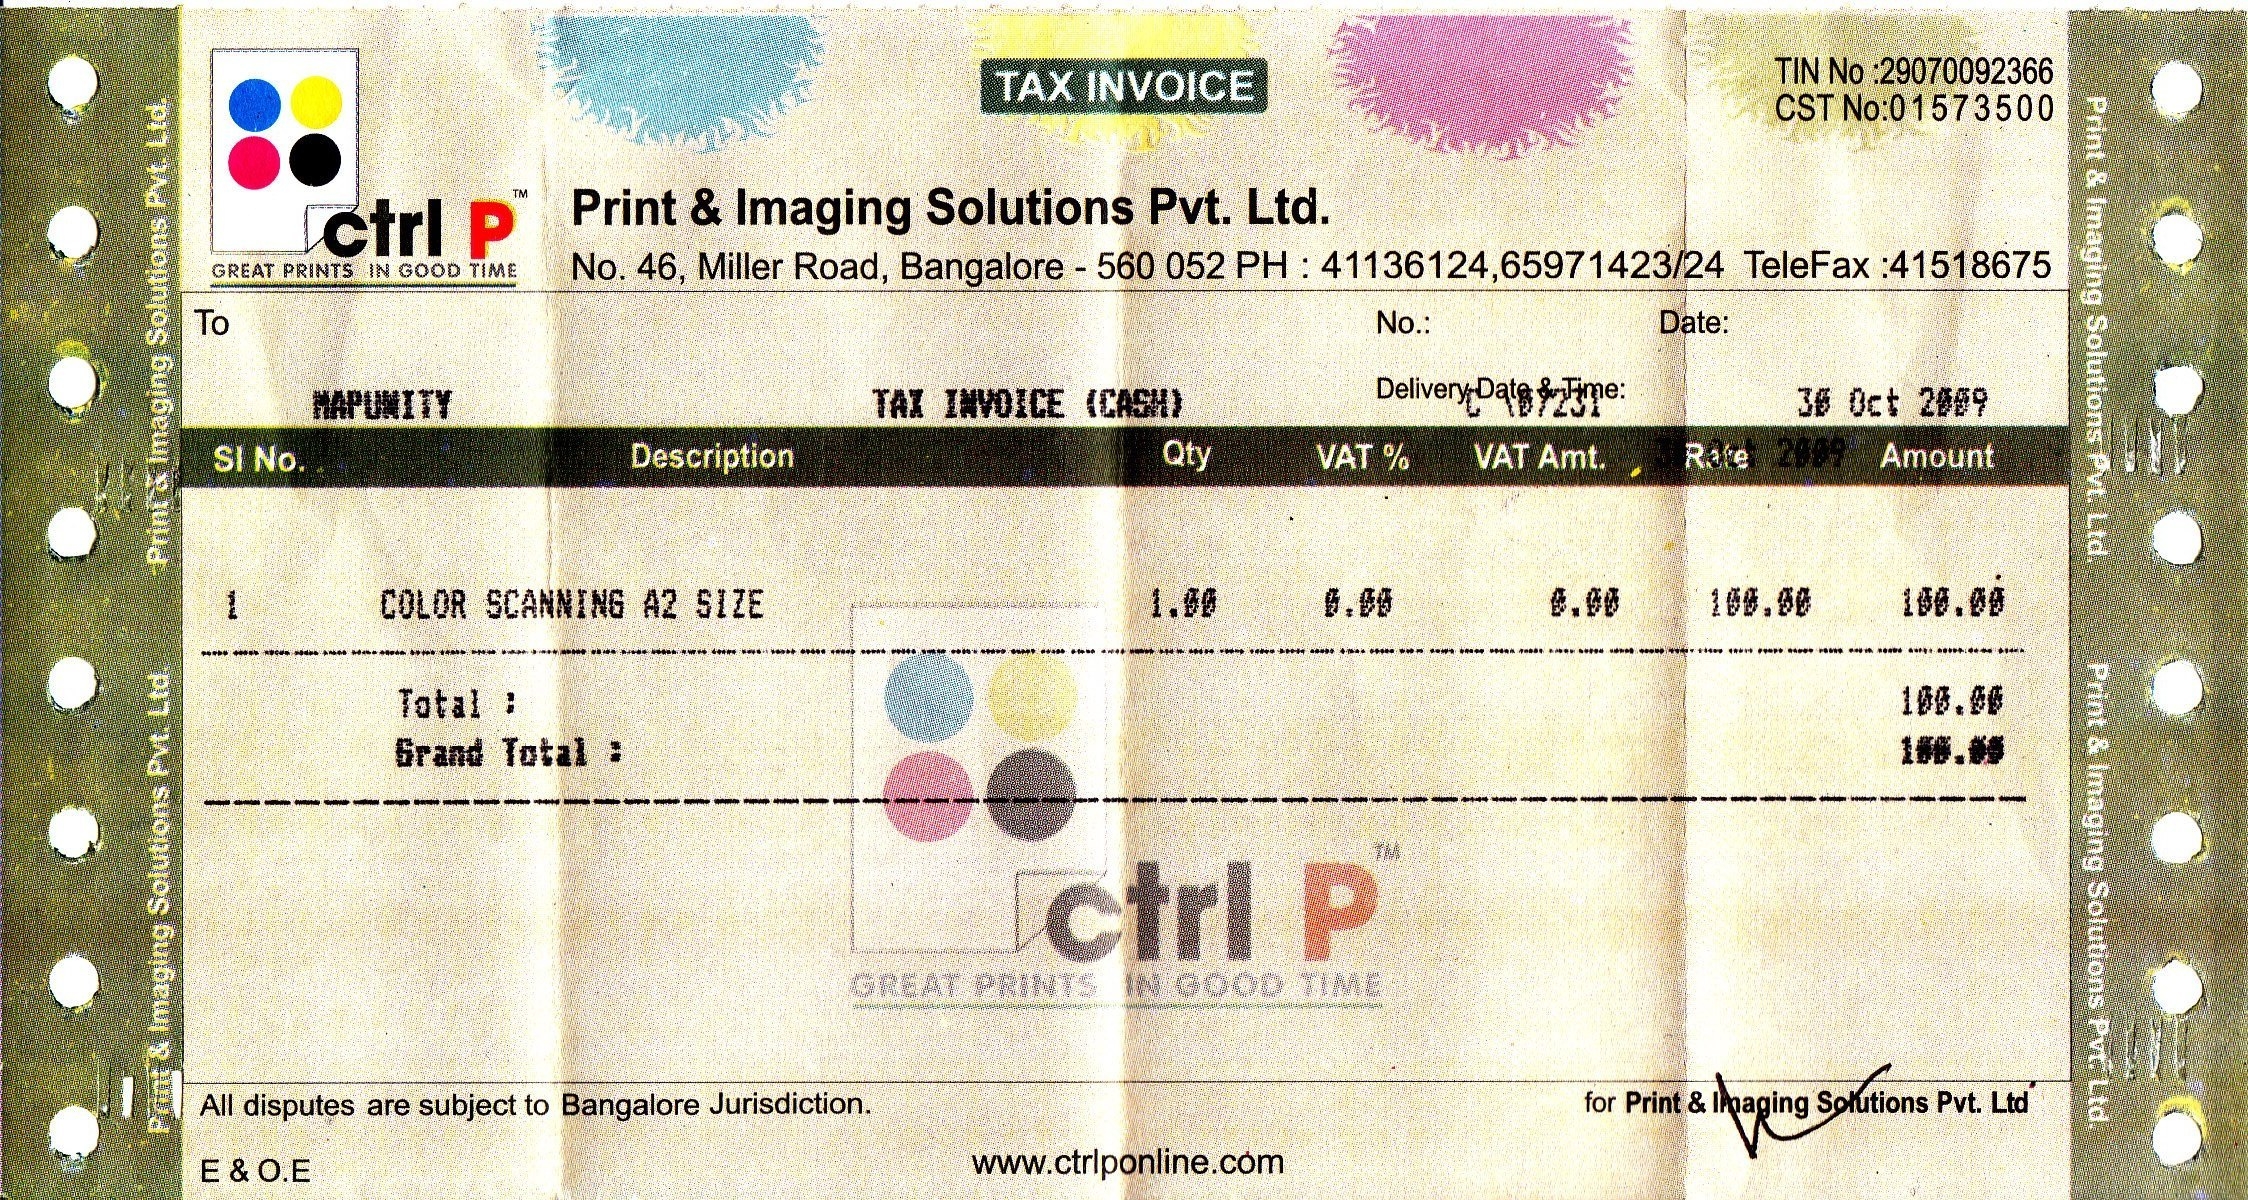 TAX INVOICE
TIN No :29070092366
CST No:01573500
ctrl P™
GREAT PRINTS IN GOOD TIME
Print & Imaging Solutions Pvt. Ltd.
No. 46, Miller Road, Bangalore - 560 052 PH : 41136124,65971423/24 TeleFax :41518675
To
No.: Date:
Delivery Date & Time:
MAPUNITY TAX INVOICE (CASH) C \07231 30 Oct 2009
30 Oct 2009
Sl No. Description Qty VAT % VAT Amt. Rate Amount
1 COLOR SCANNING A2 SIZE 1.00 0.00 0.00 100.00 100.00
Total : 100.00
Grand Total : 100.00
ctrl P™
GREAT PRINTS IN GOOD TIME
All disputes are subject to Bangalore Jurisdiction.
for Print & Imaging Solutions Pvt. Ltd
E & O.E
www.ctrlponline.com
Print & Imaging Solutions Pvt. Ltd.
Print & Imaging Solutions Pvt. Ltd.
Print & Imaging Solutions Pvt. Ltd.
Print & Imaging Solutions Pvt. Ltd